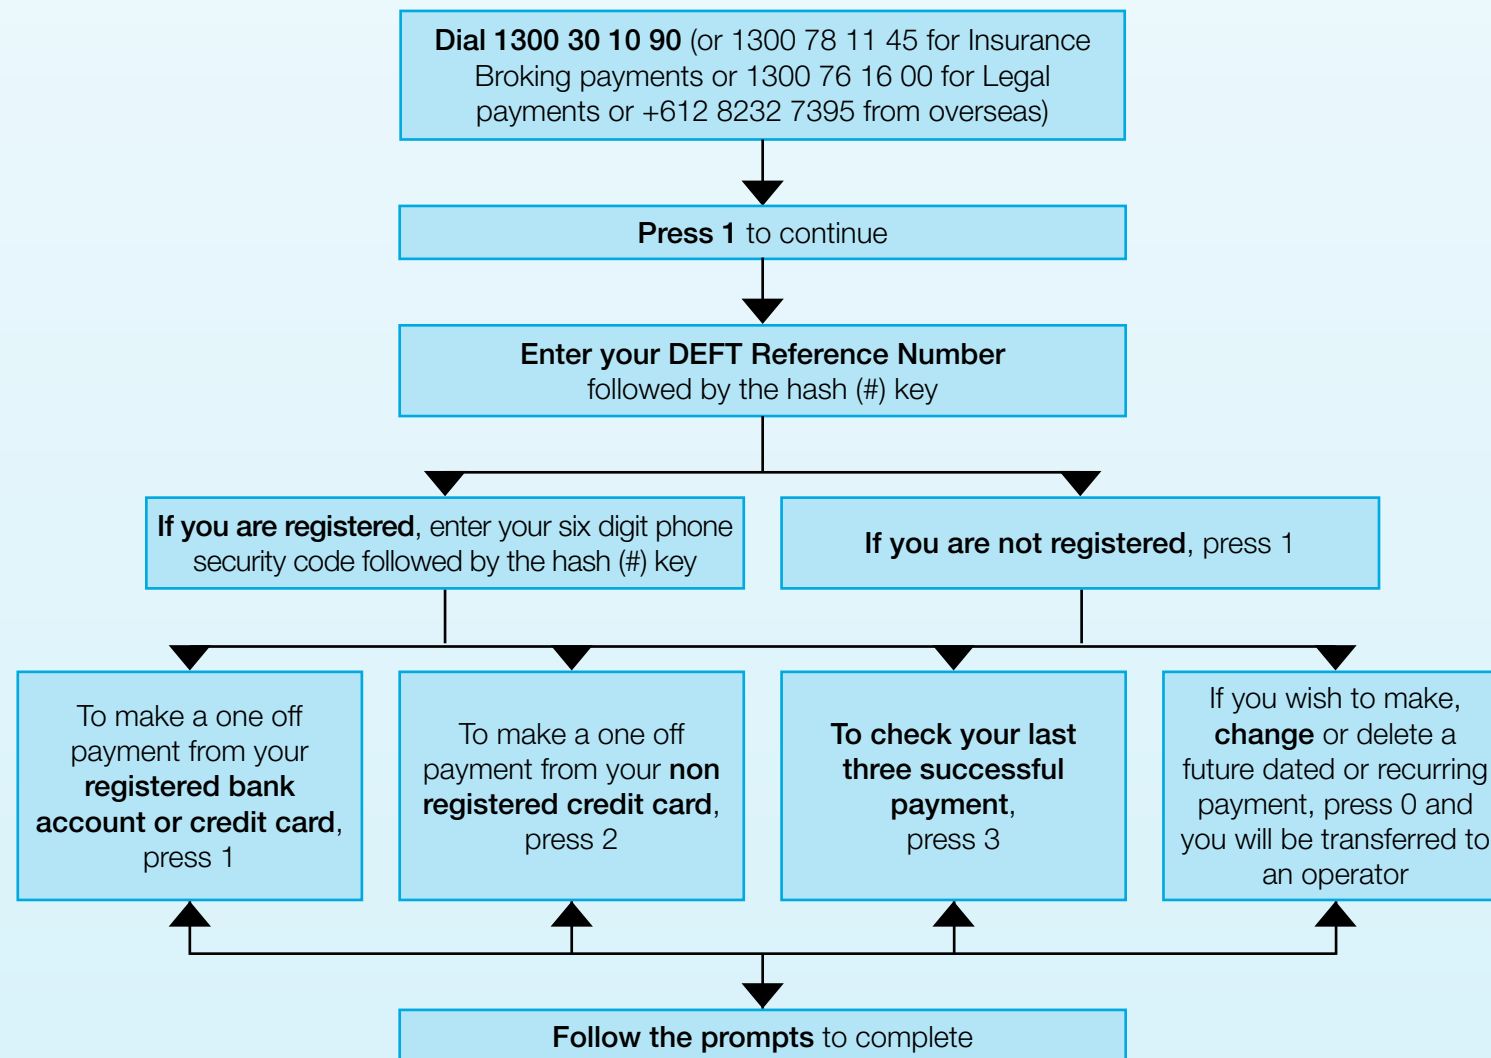 Dial 1300 30 10 90 (or 1300 78 11 45 for Insurance
Broking payments or 1300 76 16 00 for Legal
payments or +612 8232 7395 from overseas)
Press 1 to continue
Enter your DEFT Reference Number
followed by the hash (#) key
If you are registered, enter your six digit phone
security code followed by the hash (#) key
If you are not registered, press 1
To make a one off
payment from your
registered bank
account or credit card,
press 1
To make a one off
payment from your non
registered credit card,
press 2
To check your last
three successful
payment,
press 3
If you wish to make,
change or delete a
future dated or recurring
payment, press 0 and
you will be transferred to
an operator
Follow the prompts to complete